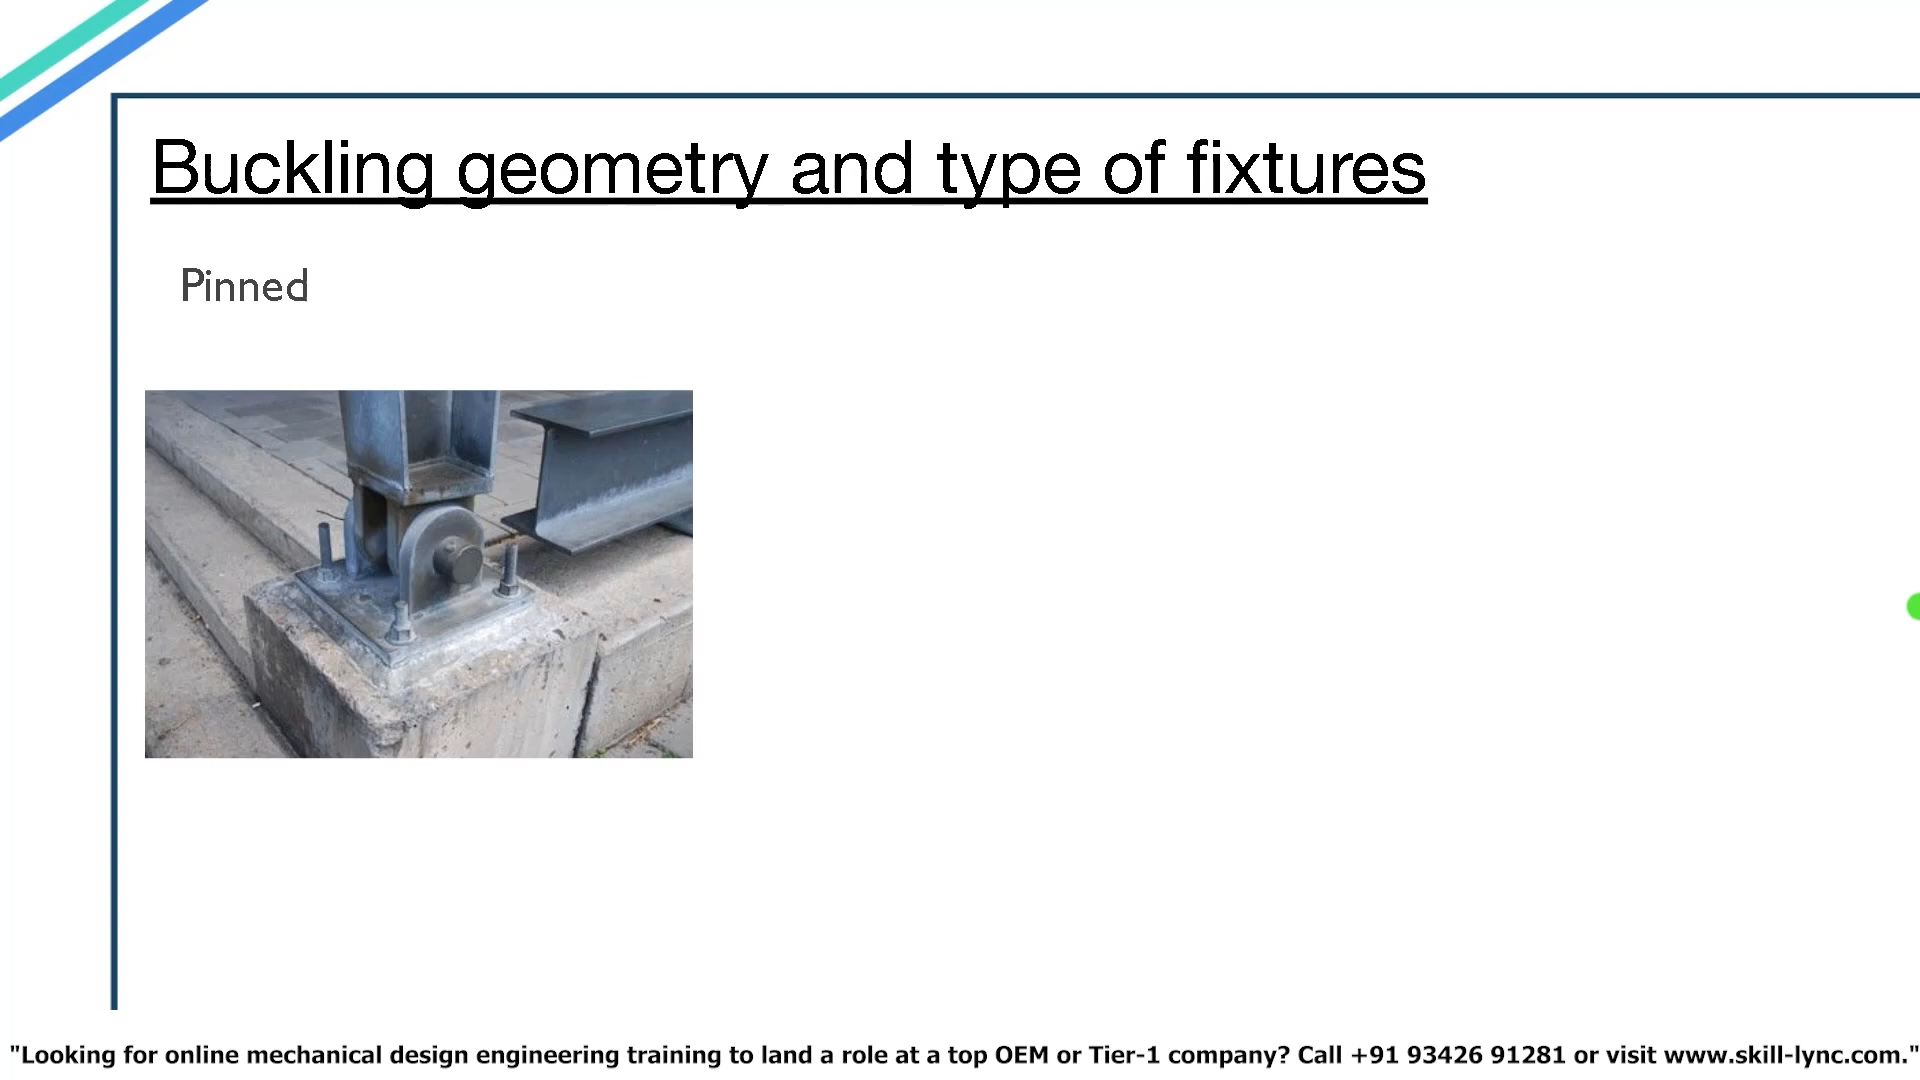 Buckling geometry and type of fixtures
Pinned
"Looking for online mechanical design engineering training to land a role at a top OEM or Tier-1 company? Call +91 93426 91281 or visit www.skill-lync.com."